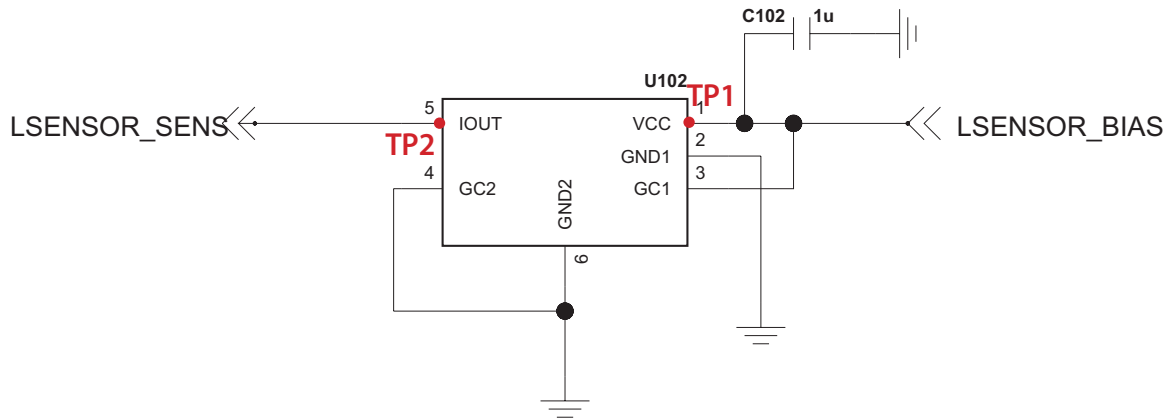 C102 1u
U102
TP1
5 IOUT VCC 1
LSENSOR_SENS LSENSOR_BIAS
TP2
GND1 2
4 GC2 GC1 3
GND2
6